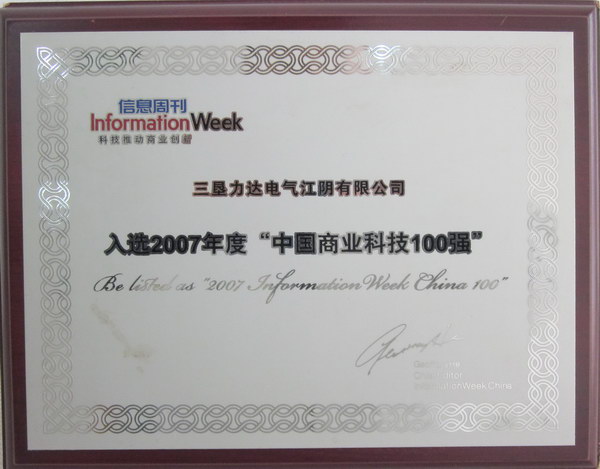 信息周刊
InformationWeek
科技推动商业创新
三垦力达电气江阴有限公司
入选2007年度“中国商业科技100强”
Be listed as "2007 InformationWeek China 100"
InformationWeek China